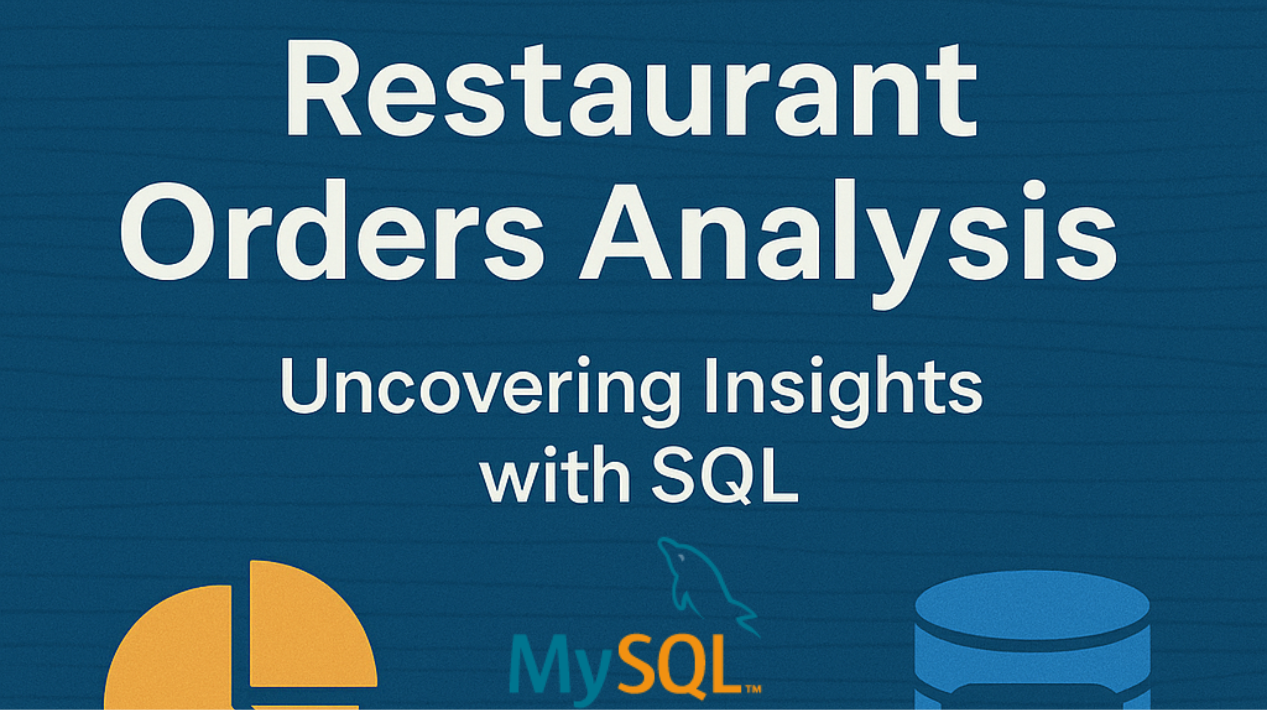 Restaurant
Orders Analysis
Uncovering Insights
with SQL
MySQL™